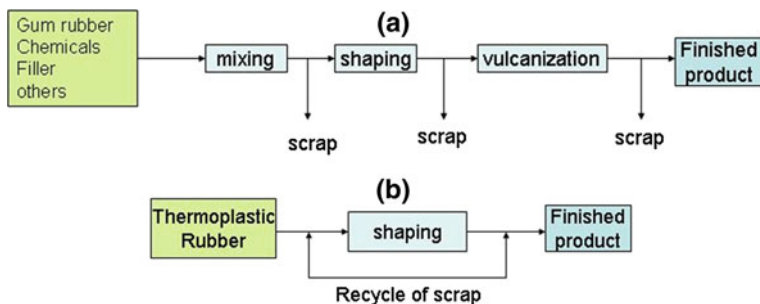 (a)
Gum rubber
Chemicals
Filler
others
mixing
shaping
vulcanization
Finished
product
scrap
scrap
scrap
(b)
Thermoplastic
Rubber
shaping
Finished
product
Recycle of scrap